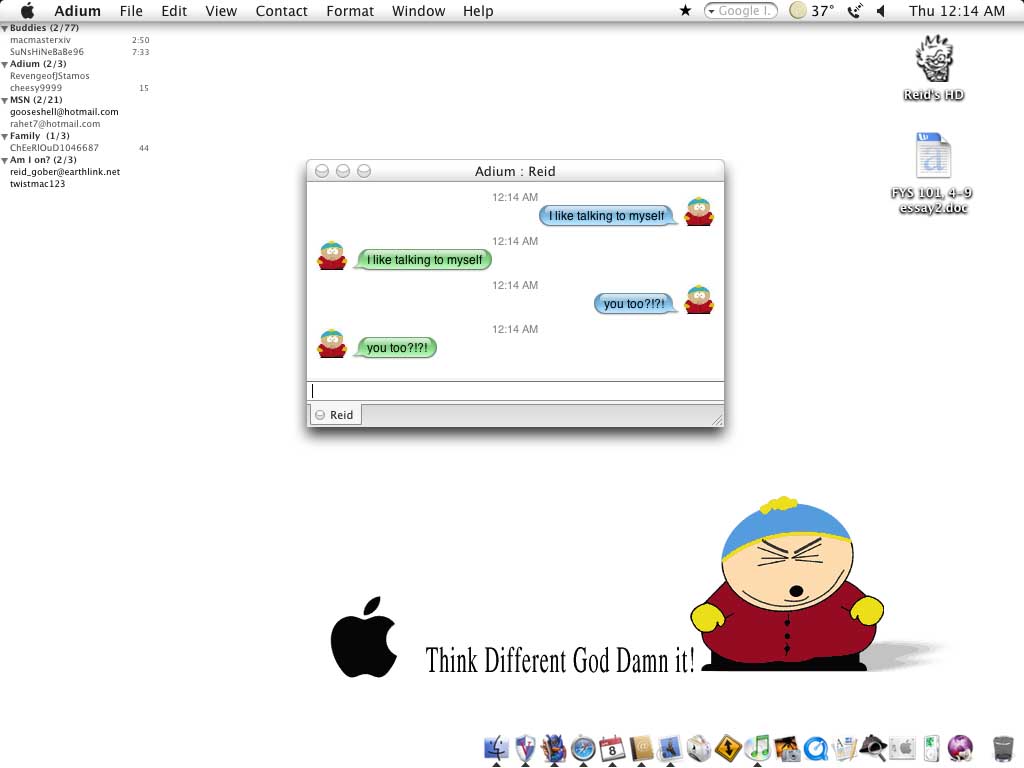 Adium File Edit View Contact Format Window Help Google I. 37° Thu 12:14 AM
Buddies (2/77)
macmasterxiv 2:50
SuNsHiNeBaBe96 7:33
Adium (2/3)
RevengeofJStamos
cheesy9999 15
MSN (2/21)
gooseshell@hotmail.com
rahet7@hotmail.com
Family (1/3)
ChEeRlOuD1046687 44
Am I on? (2/3)
reid_gober@earthlink.net
twistmac123
Reid's HD
FYS 101, 4-9
essay2.doc
Adium : Reid
12:14 AM
I like talking to myself
12:14 AM
I like talking to myself
12:14 AM
you too?!?!
12:14 AM
you too?!?!
Reid
Think Different God Damn it!
8